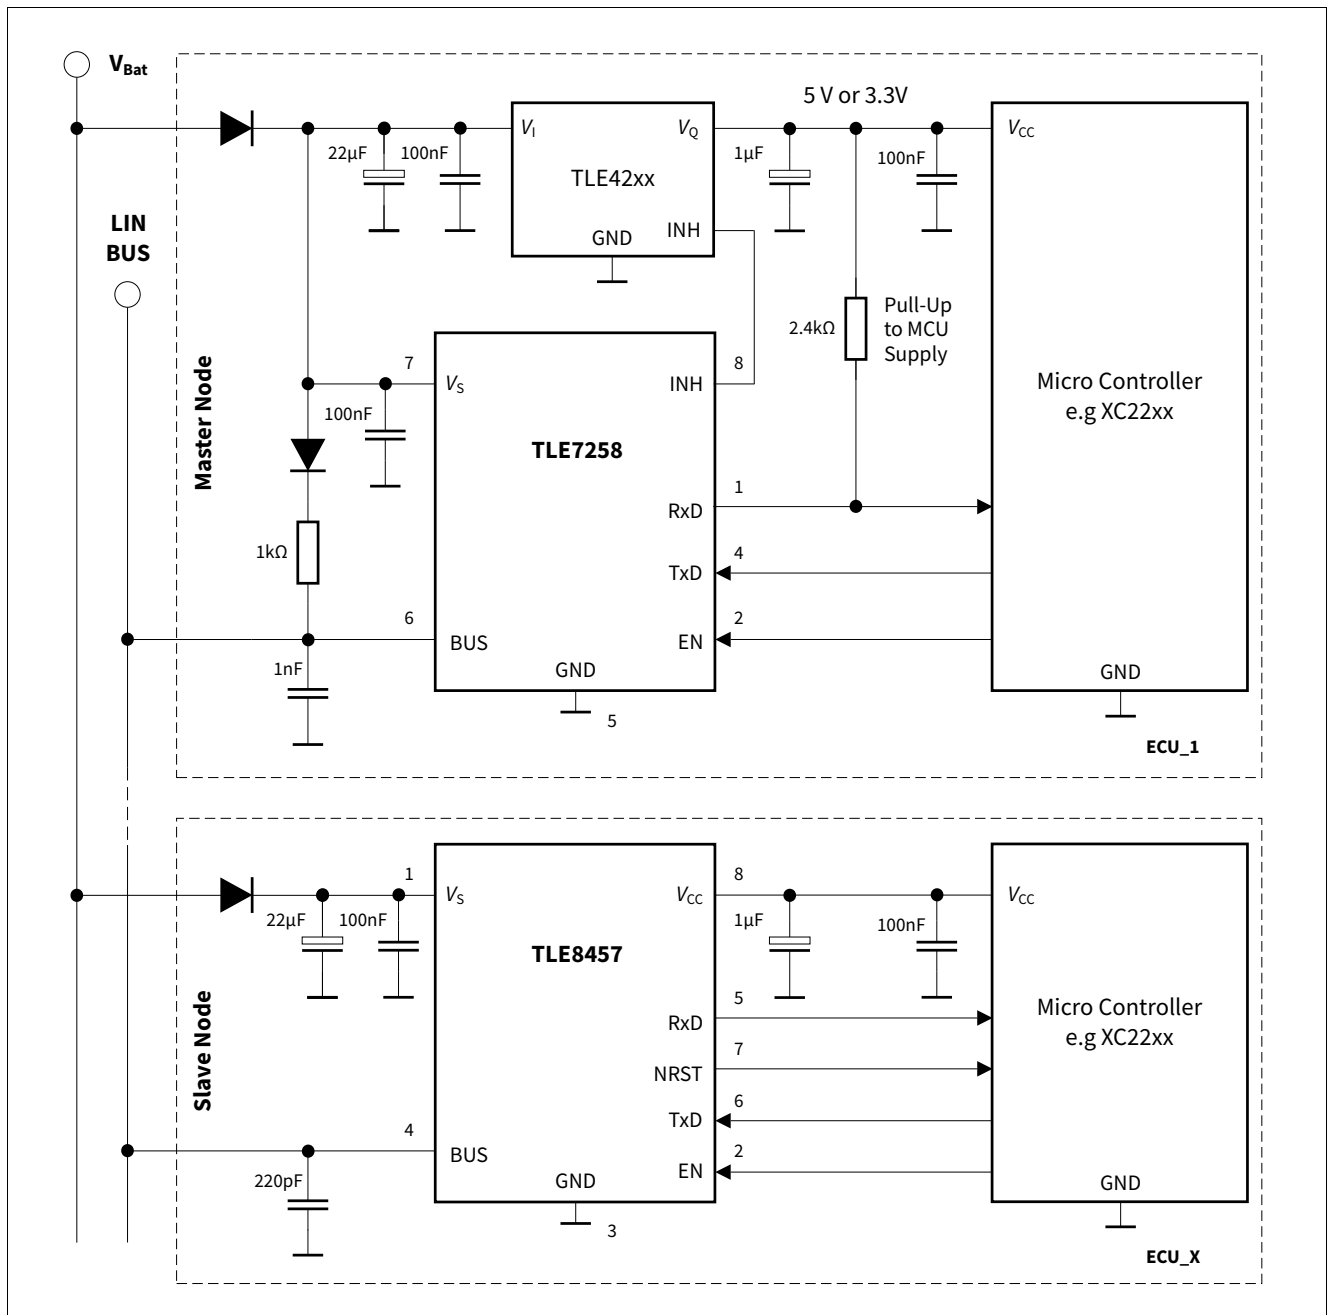 VBat
5 V or 3.3V
VI
VQ
VCC
22µF
100nF
1µF
100nF
TLE42xx
INH
GND
LIN
BUS
2.4kΩ
Pull-Up
to MCU
Supply
Master Node
7
VS
INH
8
100nF
TLE7258
Micro Controller
e.g XC22xx
1
RxD
1kΩ
4
TxD
6
BUS
2
EN
1nF
GND
5
GND
ECU_1
1
VS
VCC
8
VCC
22µF
100nF
1µF
100nF
TLE8457
Slave Node
5
RxD
Micro Controller
e.g XC22xx
7
NRST
6
TxD
4
BUS
2
EN
220pF
GND
3
GND
ECU_X